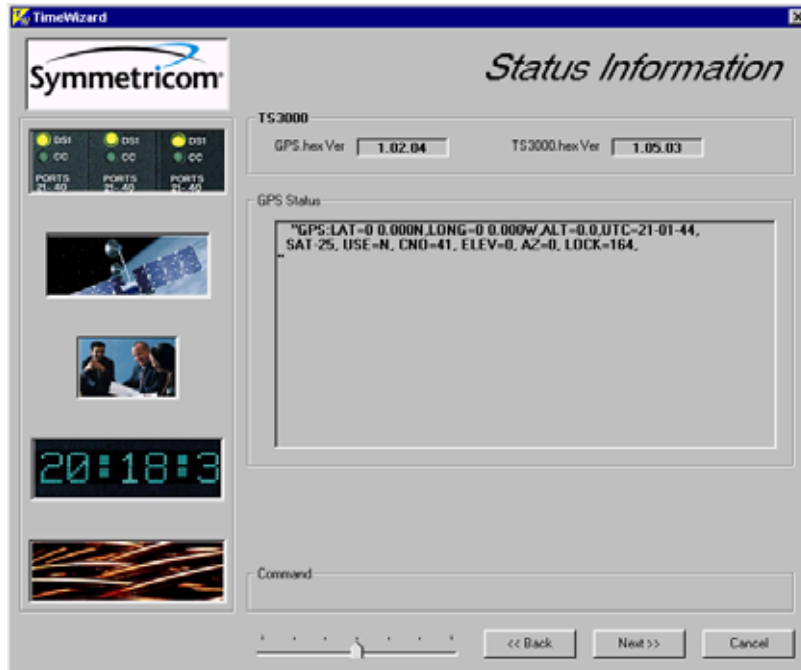 TimeWizard
Symmetricom
Status Information
DS1 DS1 DS1
CC CC CC
PORTS PORTS PORTS
21-40 21-40 21-40
TS3000
GPS.hex Ver 1.02.04 TS3000.hex Ver 1.05.03
GPS Status
"GPS:LAT=0 0.000N,LONG=0 0.000W,ALT=0.0,UTC=21-01-44,
SAT-25, USE=N, CNO=41, ELEV=0, AZ=0, LOCK=164,
"
20:18:3
Command
<< Back Next >> Cancel